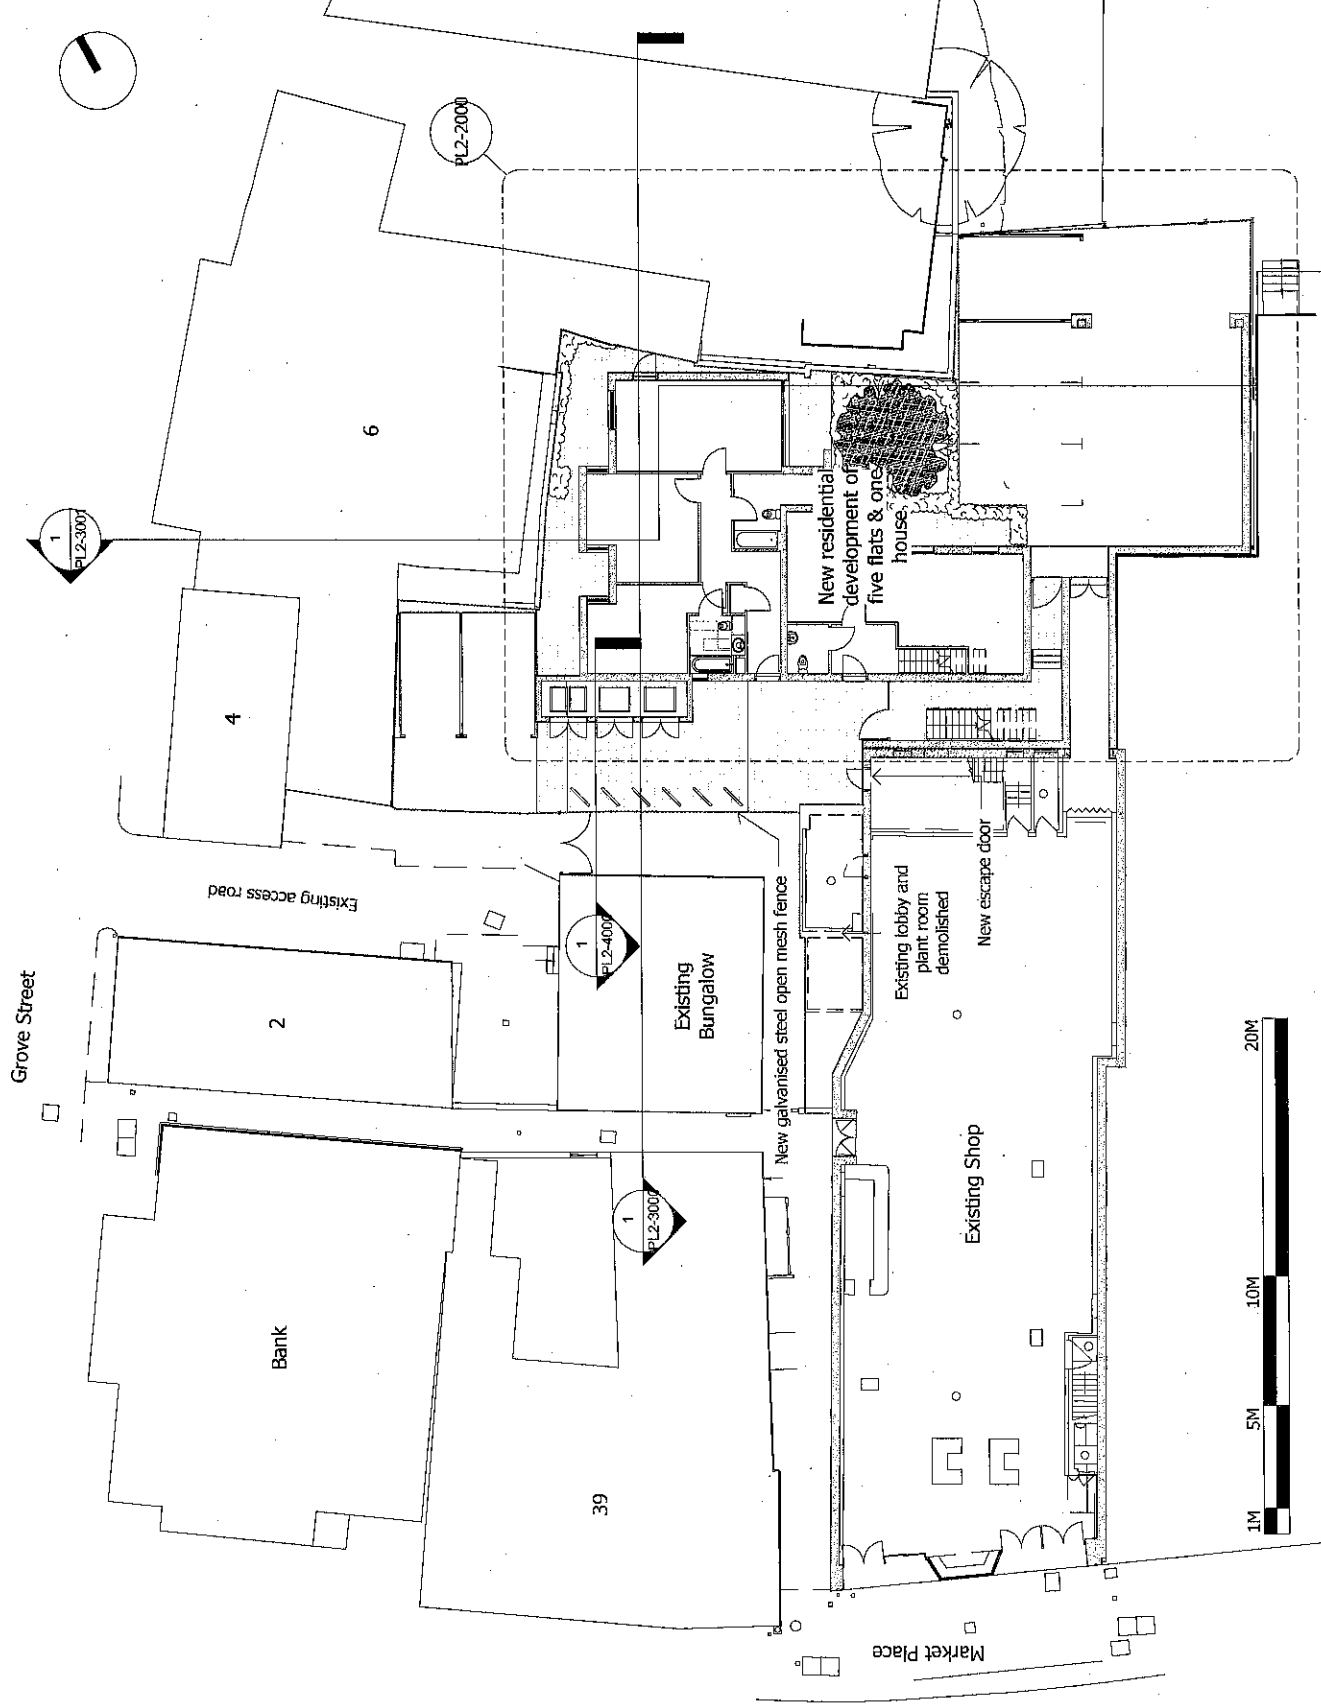 Grove Street
Existing access road
PL2-2000
1
PL2-3001
6
4
2
Bank
39
Existing
Bungalow
1
PL2-4000
1
PL2-3000
New galvanised steel open mesh fence
New residential
development of
five flats & one
house.
Existing lobby and
plant room
demolished
New escape door
Existing Shop
Market Place
1M
5M
10M
20M